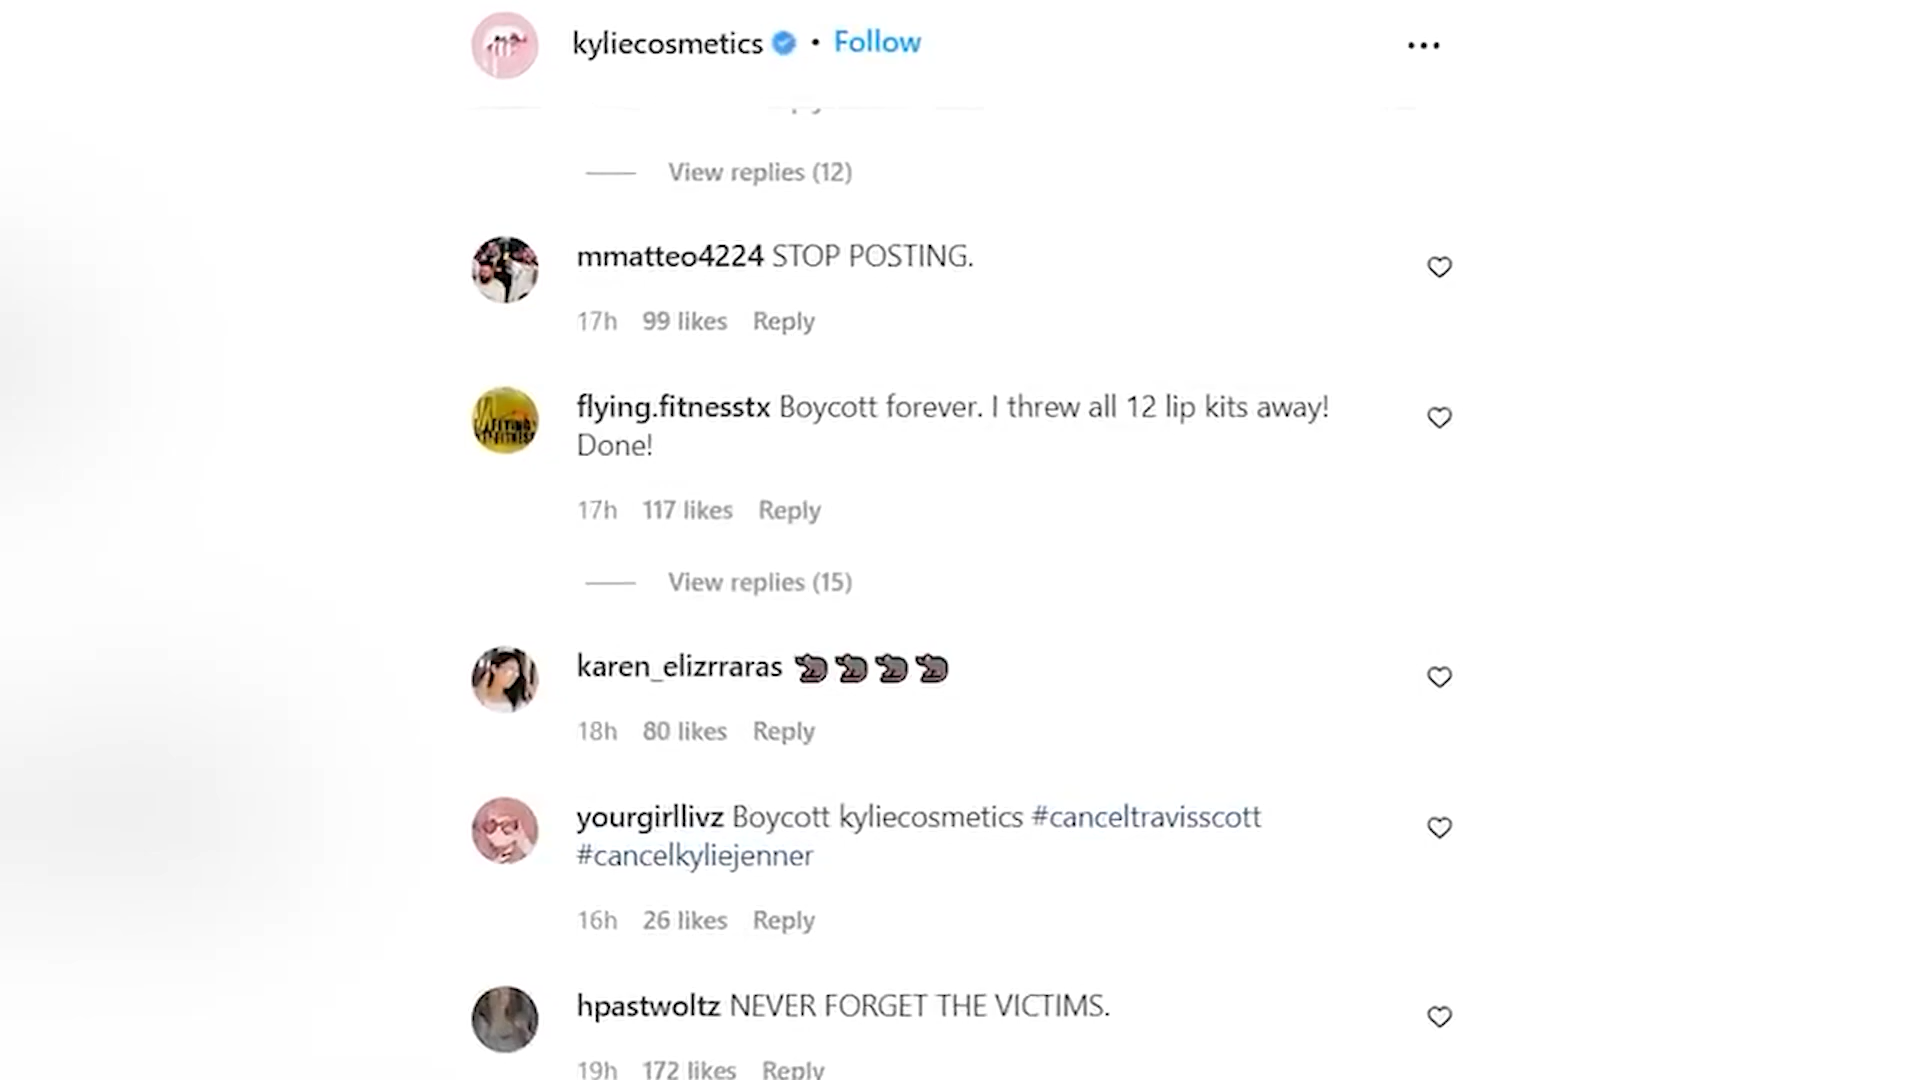 kyliecosmetics • Follow
View replies (12)
mmatteo4224 STOP POSTING.
17h 99 likes Reply
flying.fitnesstx Boycott forever. I threw all 12 lip kits away!
Done!
17h 117 likes Reply
View replies (15)
karen_elizrraras 🐀🐀🐀🐀
18h 80 likes Reply
yourgirllivz Boycott kyliecosmetics #canceltravisscott
#cancelkyliejenner
16h 26 likes Reply
hpastwoltz NEVER FORGET THE VICTIMS.
19h 172 likes Reply